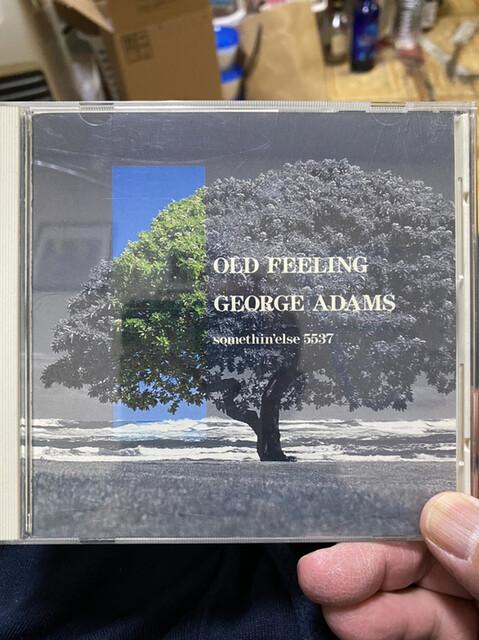 OLD FEELING
GEORGE ADAMS
somethin'else 5537